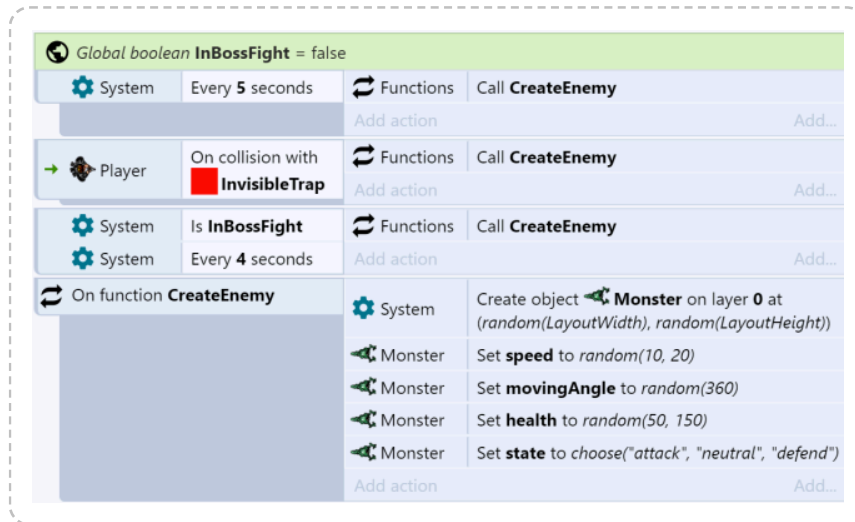 Global boolean InBossFight = false
System Every 5 seconds Functions Call CreateEnemy
Add action Add...
Player On collision with InvisibleTrap Functions Call CreateEnemy
Add action Add...
System Is InBossFight Functions Call CreateEnemy
System Every 4 seconds Add action Add...
On function CreateEnemy
System Create object Monster on layer 0 at
(random(LayoutWidth), random(LayoutHeight))
Monster Set speed to random(10, 20)
Monster Set movingAngle to random(360)
Monster Set health to random(50, 150)
Monster Set state to choose("attack", "neutral", "defend")
Add action Add...